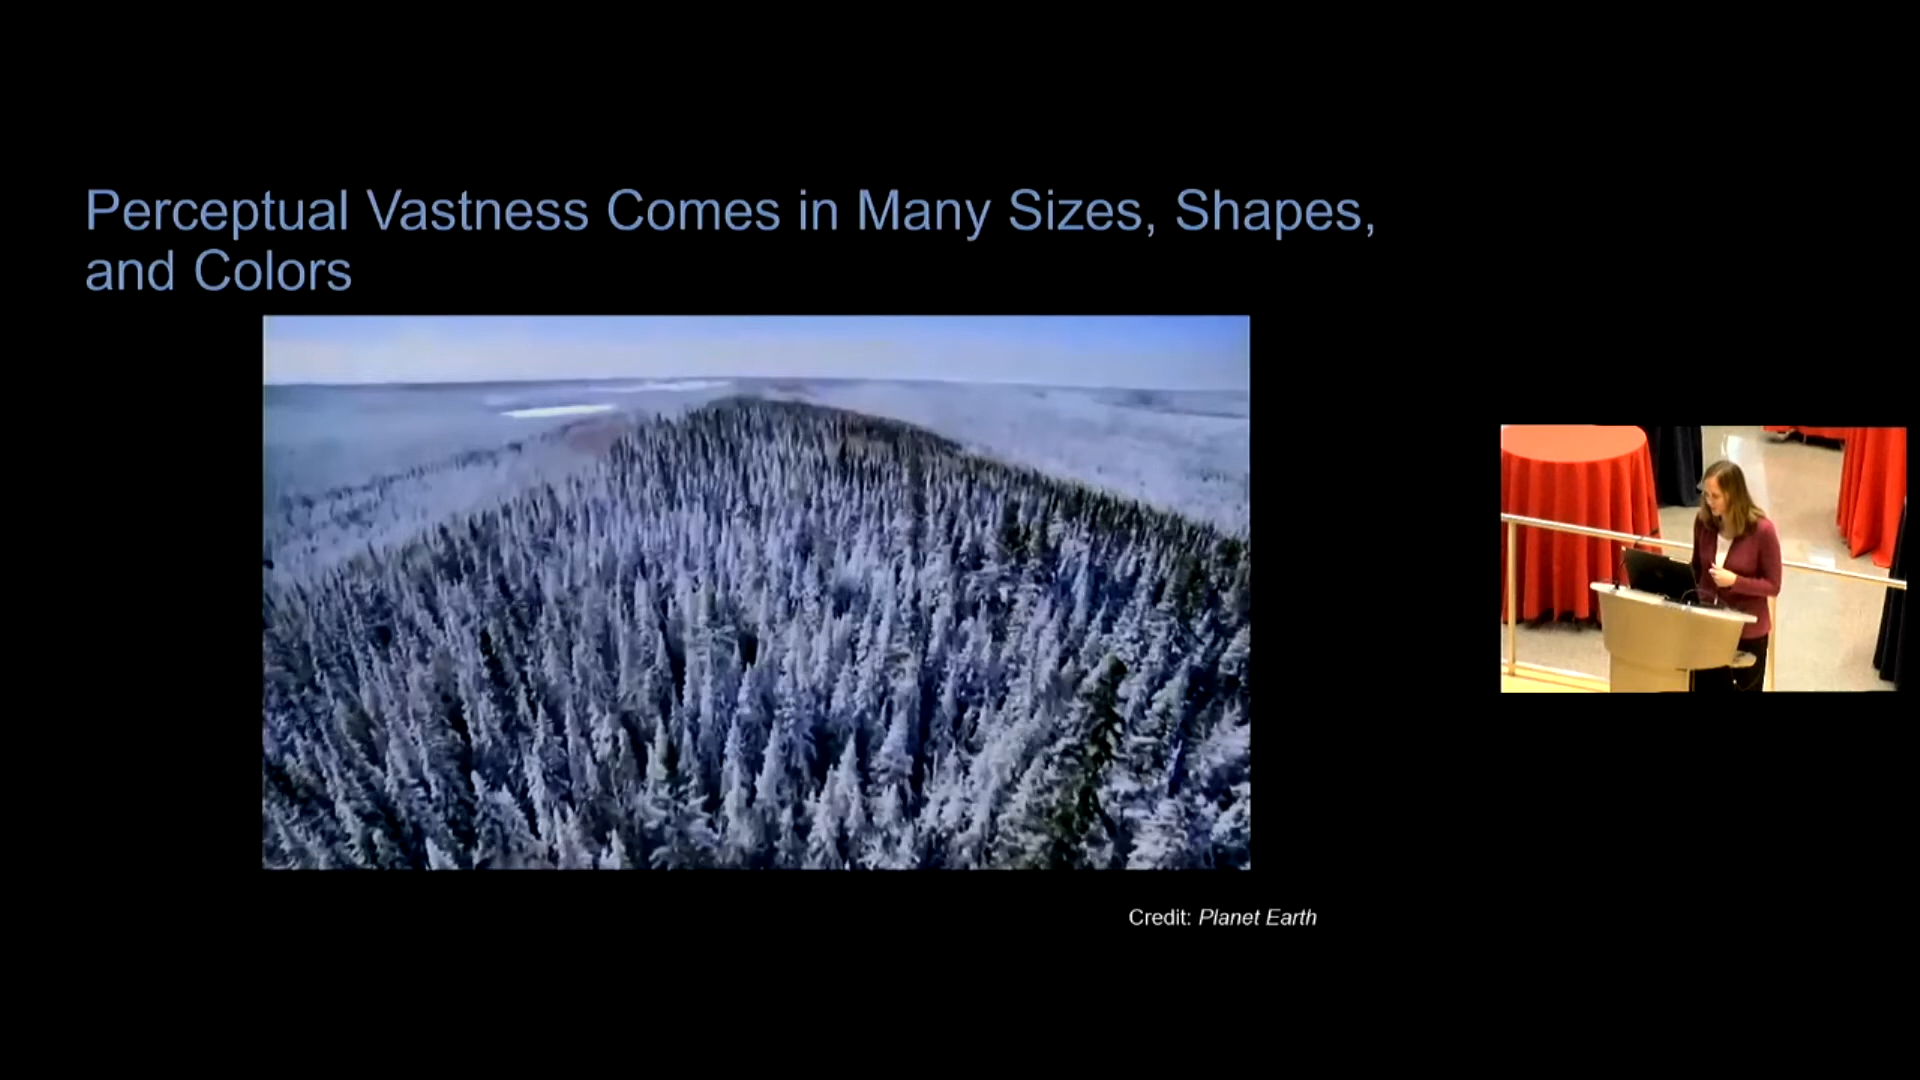 Perceptual Vastness Comes in Many Sizes, Shapes,
and Colors
Credit: Planet Earth